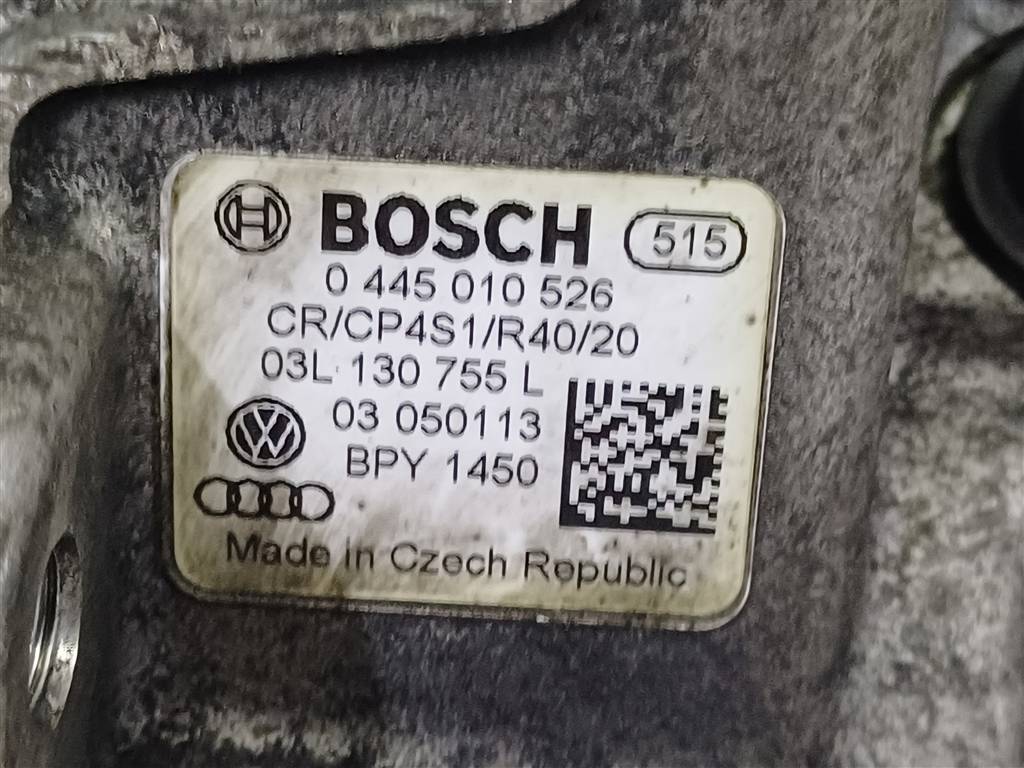 BOSCH 515
0 445 010 526
CR/CP4S1/R40/20
03L 130 755 L
03 050113
BPY 1450
Made in Czech Republic